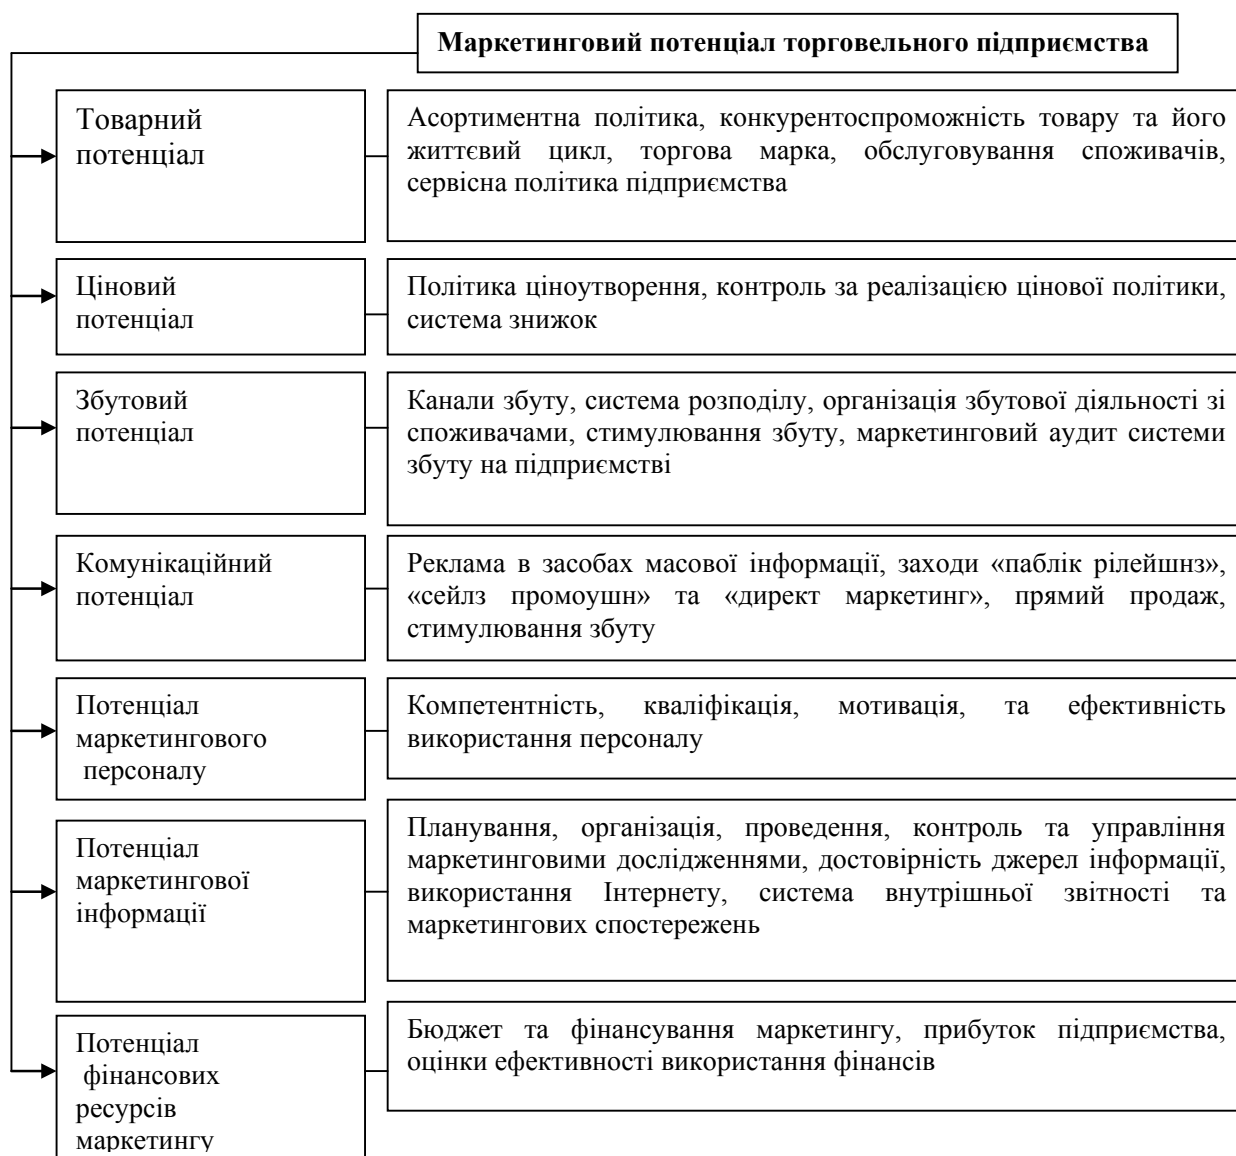 Маркетинговий потенціал торговельного підприємства
Товарний
потенціал
Асортиментна політика, конкурентоспроможність товару та його
життєвий цикл, торгова марка, обслуговування споживачів,
сервісна політика підприємства
Ціновий
потенціал
Політика ціноутворення, контроль за реалізацією цінової політики,
система знижок
Збутовий
потенціал
Канали збуту, система розподілу, організація збутової діяльності зі
споживачами, стимулювання збуту, маркетинговий аудит системи
збуту на підприємстві
Комунікаційний
потенціал
Реклама в засобах масової інформації, заходи «паблік рілейшнз»,
«сейлз промоушн» та «директ маркетинг», прямий продаж,
стимулювання збуту
Потенціал
маркетингового
персоналу
Компетентність, кваліфікація, мотивація, та ефективність
використання персоналу
Потенціал
маркетингової
інформації
Планування, організація, проведення, контроль та управління
маркетинговими дослідженнями, достовірність джерел інформації,
використання Інтернету, система внутрішньої звітності та
маркетингових спостережень
Потенціал
фінансових
ресурсів
маркетингу
Бюджет та фінансування маркетингу, прибуток підприємства,
оцінки ефективності використання фінансів